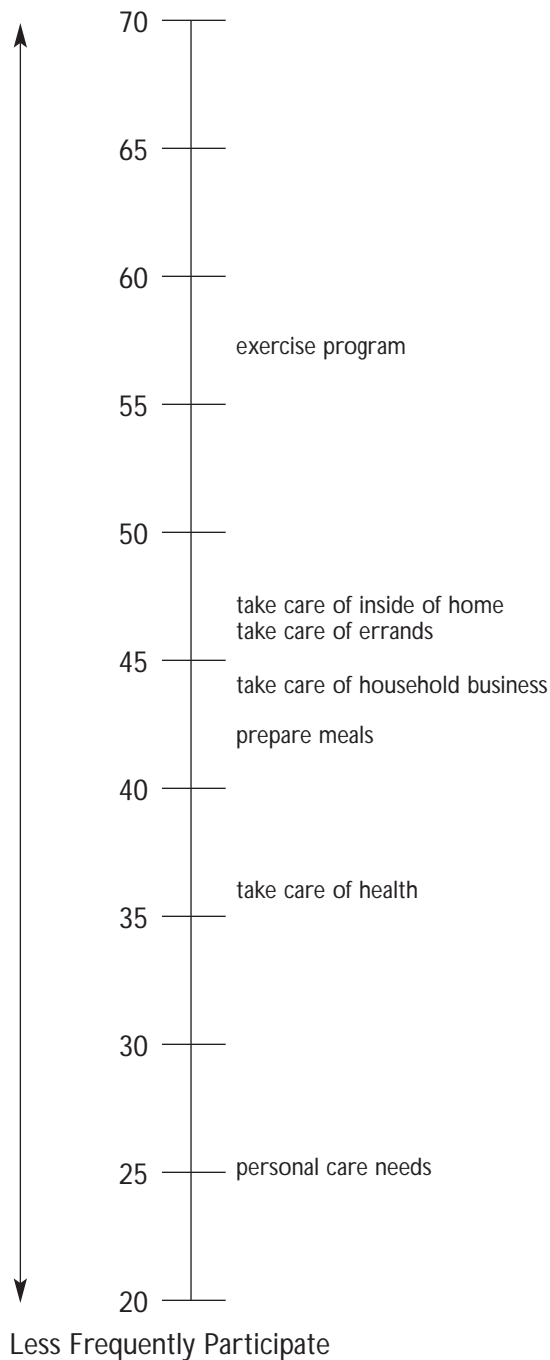 70
65
60
exercise program
55
50
take care of inside of home
take care of errands
45
take care of household business
prepare meals
40
take care of health
35
30
25 personal care needs
20
Less Frequently Participate